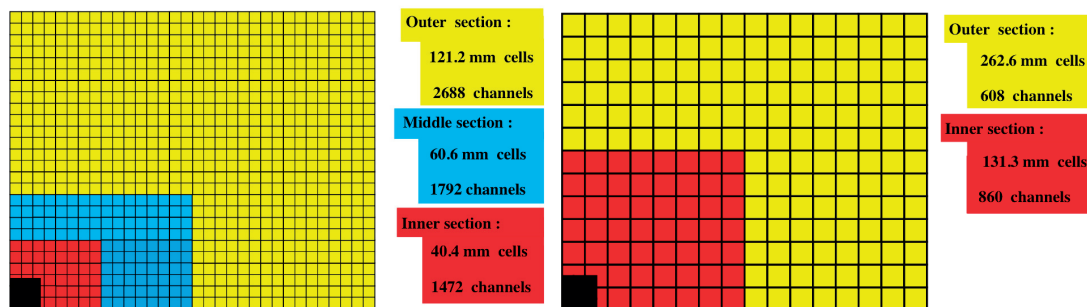 Outer section :
121.2 mm cells
2688 channels
Middle section :
60.6 mm cells
1792 channels
Inner section :
40.4 mm cells
1472 channels
Outer section :
262.6 mm cells
608 channels
Inner section :
131.3 mm cells
860 channels